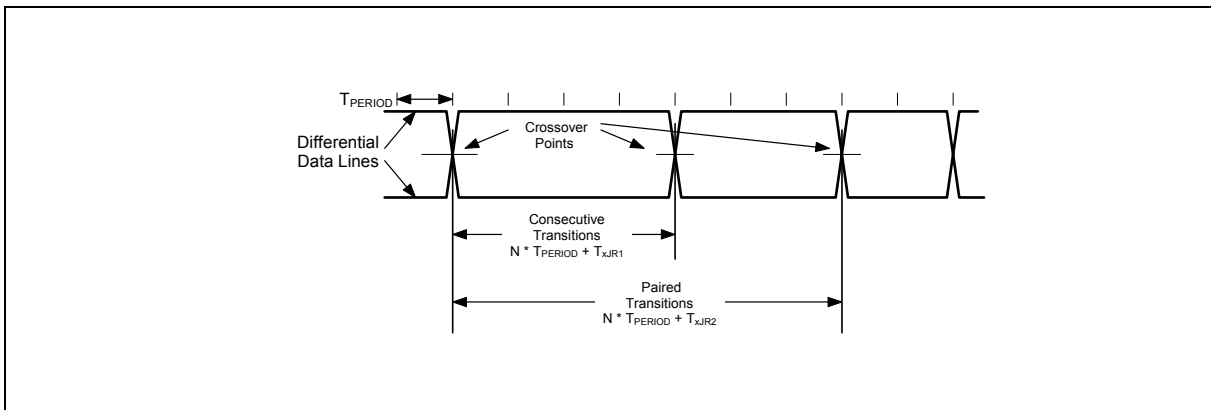 TPERIOD
Differential
Data Lines
Crossover
Points
Consecutive
Transitions
N * TPERIOD + TxJR1
Paired
Transitions
N * TPERIOD + TxJR2